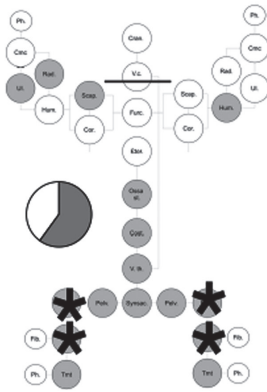 Ph.
Ph.
Cran.
Cmc
Cmc
V.c.
Rad.
Rad.
Ul.
Scap.
Scap.
Ul.
Hum.
Furc.
Hum.
Cor.
Cor.
Ster.
Ossa st.
Cost.
V. th.
Pelv.
Synsac.
Pelv.
Fib.
Fib.
Ph.
Tmt
Tmt
Ph.